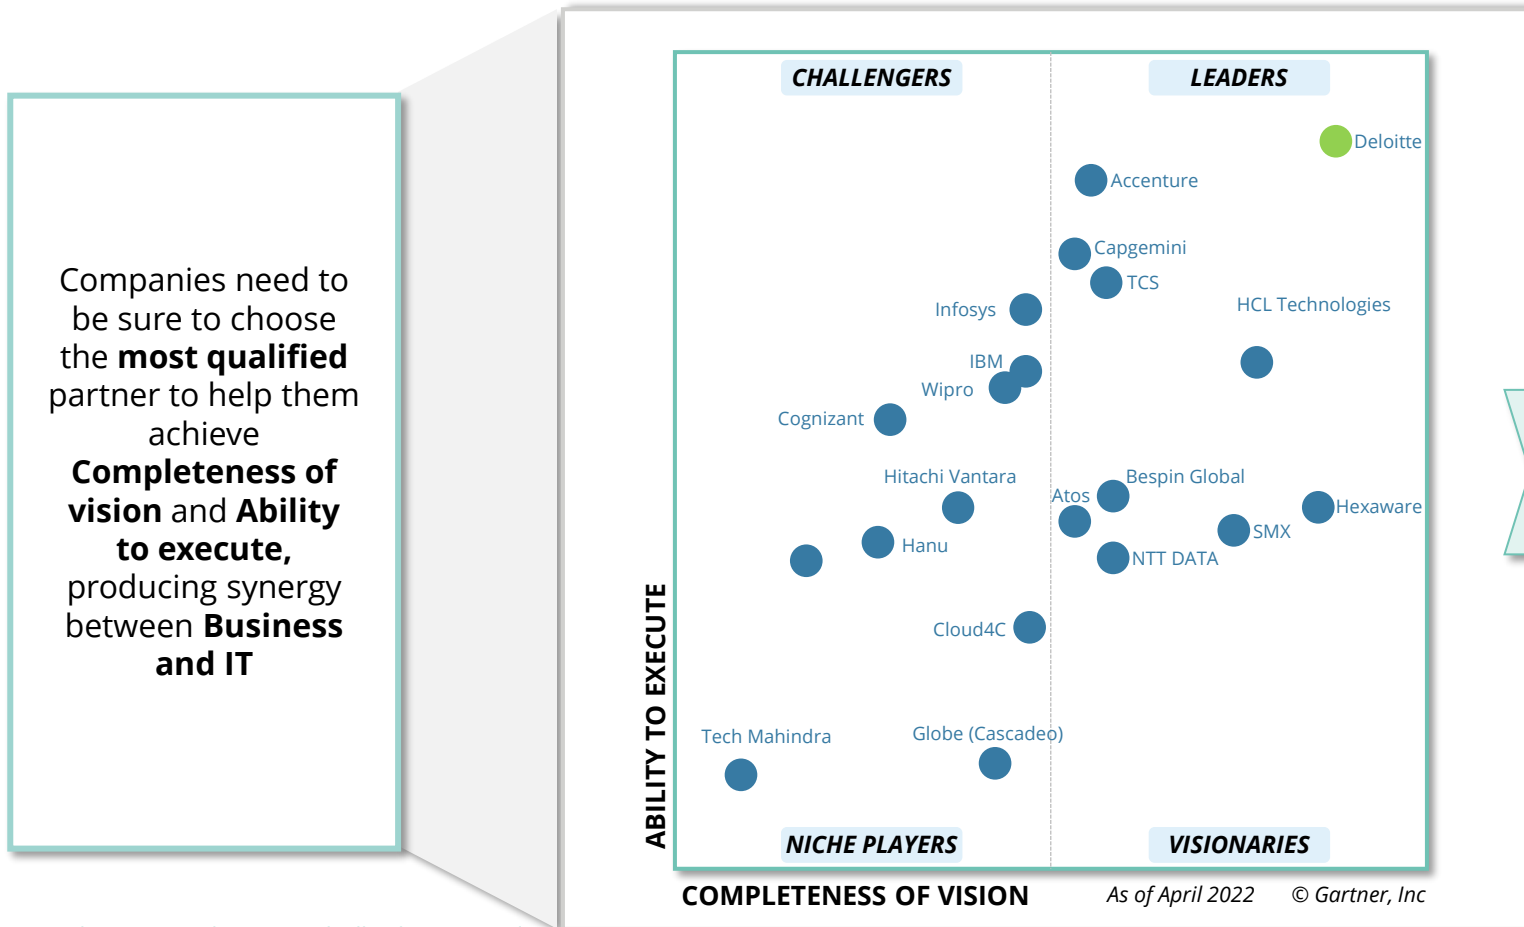 Companies need to
be sure to choose
the most qualified
partner to help them
achieve
Completeness of
vision and Ability
to execute,
producing synergy
between Business
and IT
CHALLENGERS
LEADERS
Deloitte
Accenture
Capgemini
TCS
HCL Technologies
Infosys
IBM
Wipro
Cognizant
Hitachi Vantara
Bespin Global
Atos
Hexaware
SMX
Hanu
NTT DATA
Cloud4C
Tech Mahindra
Globe (Cascadeo)
ABILITY TO EXECUTE
NICHE PLAYERS
VISIONARIES
COMPLETENESS OF VISION
As of April 2022
© Gartner, Inc